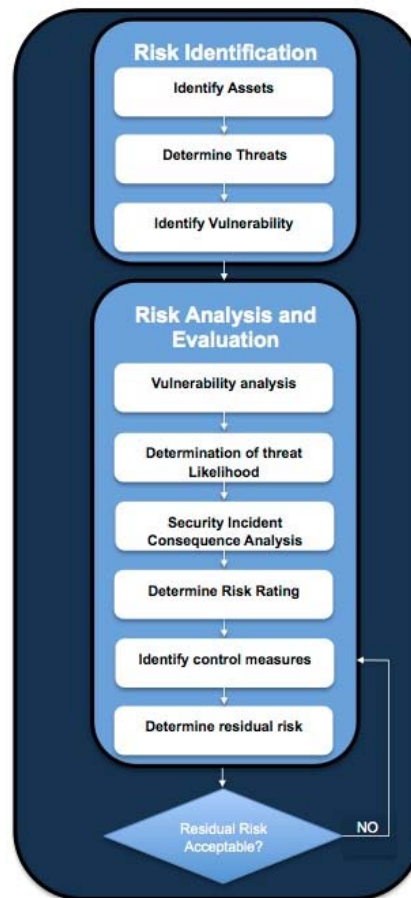 Risk Identification
Identify Assets
Determine Threats
Identify Vulnerability
Risk Analysis and
Evaluation
Vulnerability analysis
Determination of threat
Likelihood
Security Incident
Consequence Analysis
Determine Risk Rating
Identify control measures
Determine residual risk
Residual Risk
Acceptable?
NO